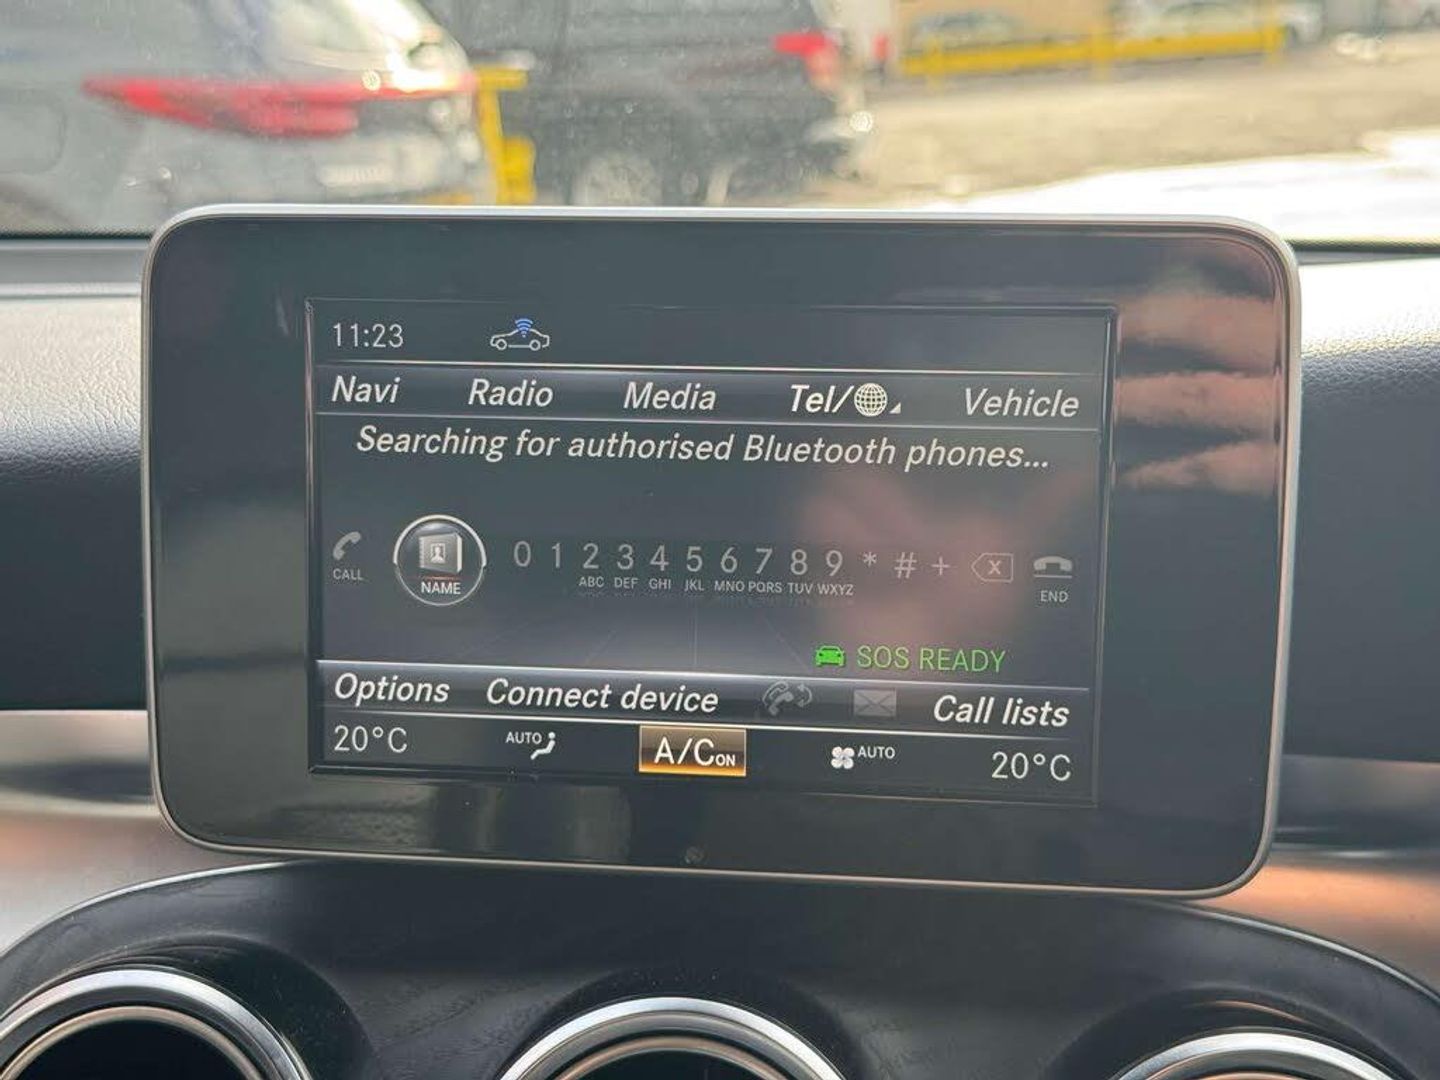 11:23
Navi Radio Media Tel/ Vehicle
Searching for authorised Bluetooth phones...
0 1 2 3 4 5 6 7 8 9 * # + X
CALL NAME ABC DEF GHI JKL MNO PQRS TUV WXYZ END
SOS READY
Options Connect device Call lists
20°C AUTO A/C ON AUTO 20°C